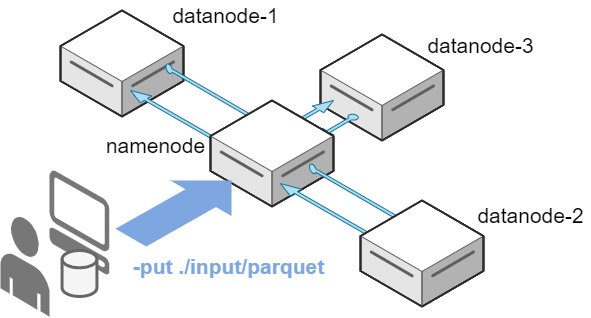 datanode-1
datanode-3
namenode
datanode-2
-put ./input/parquet